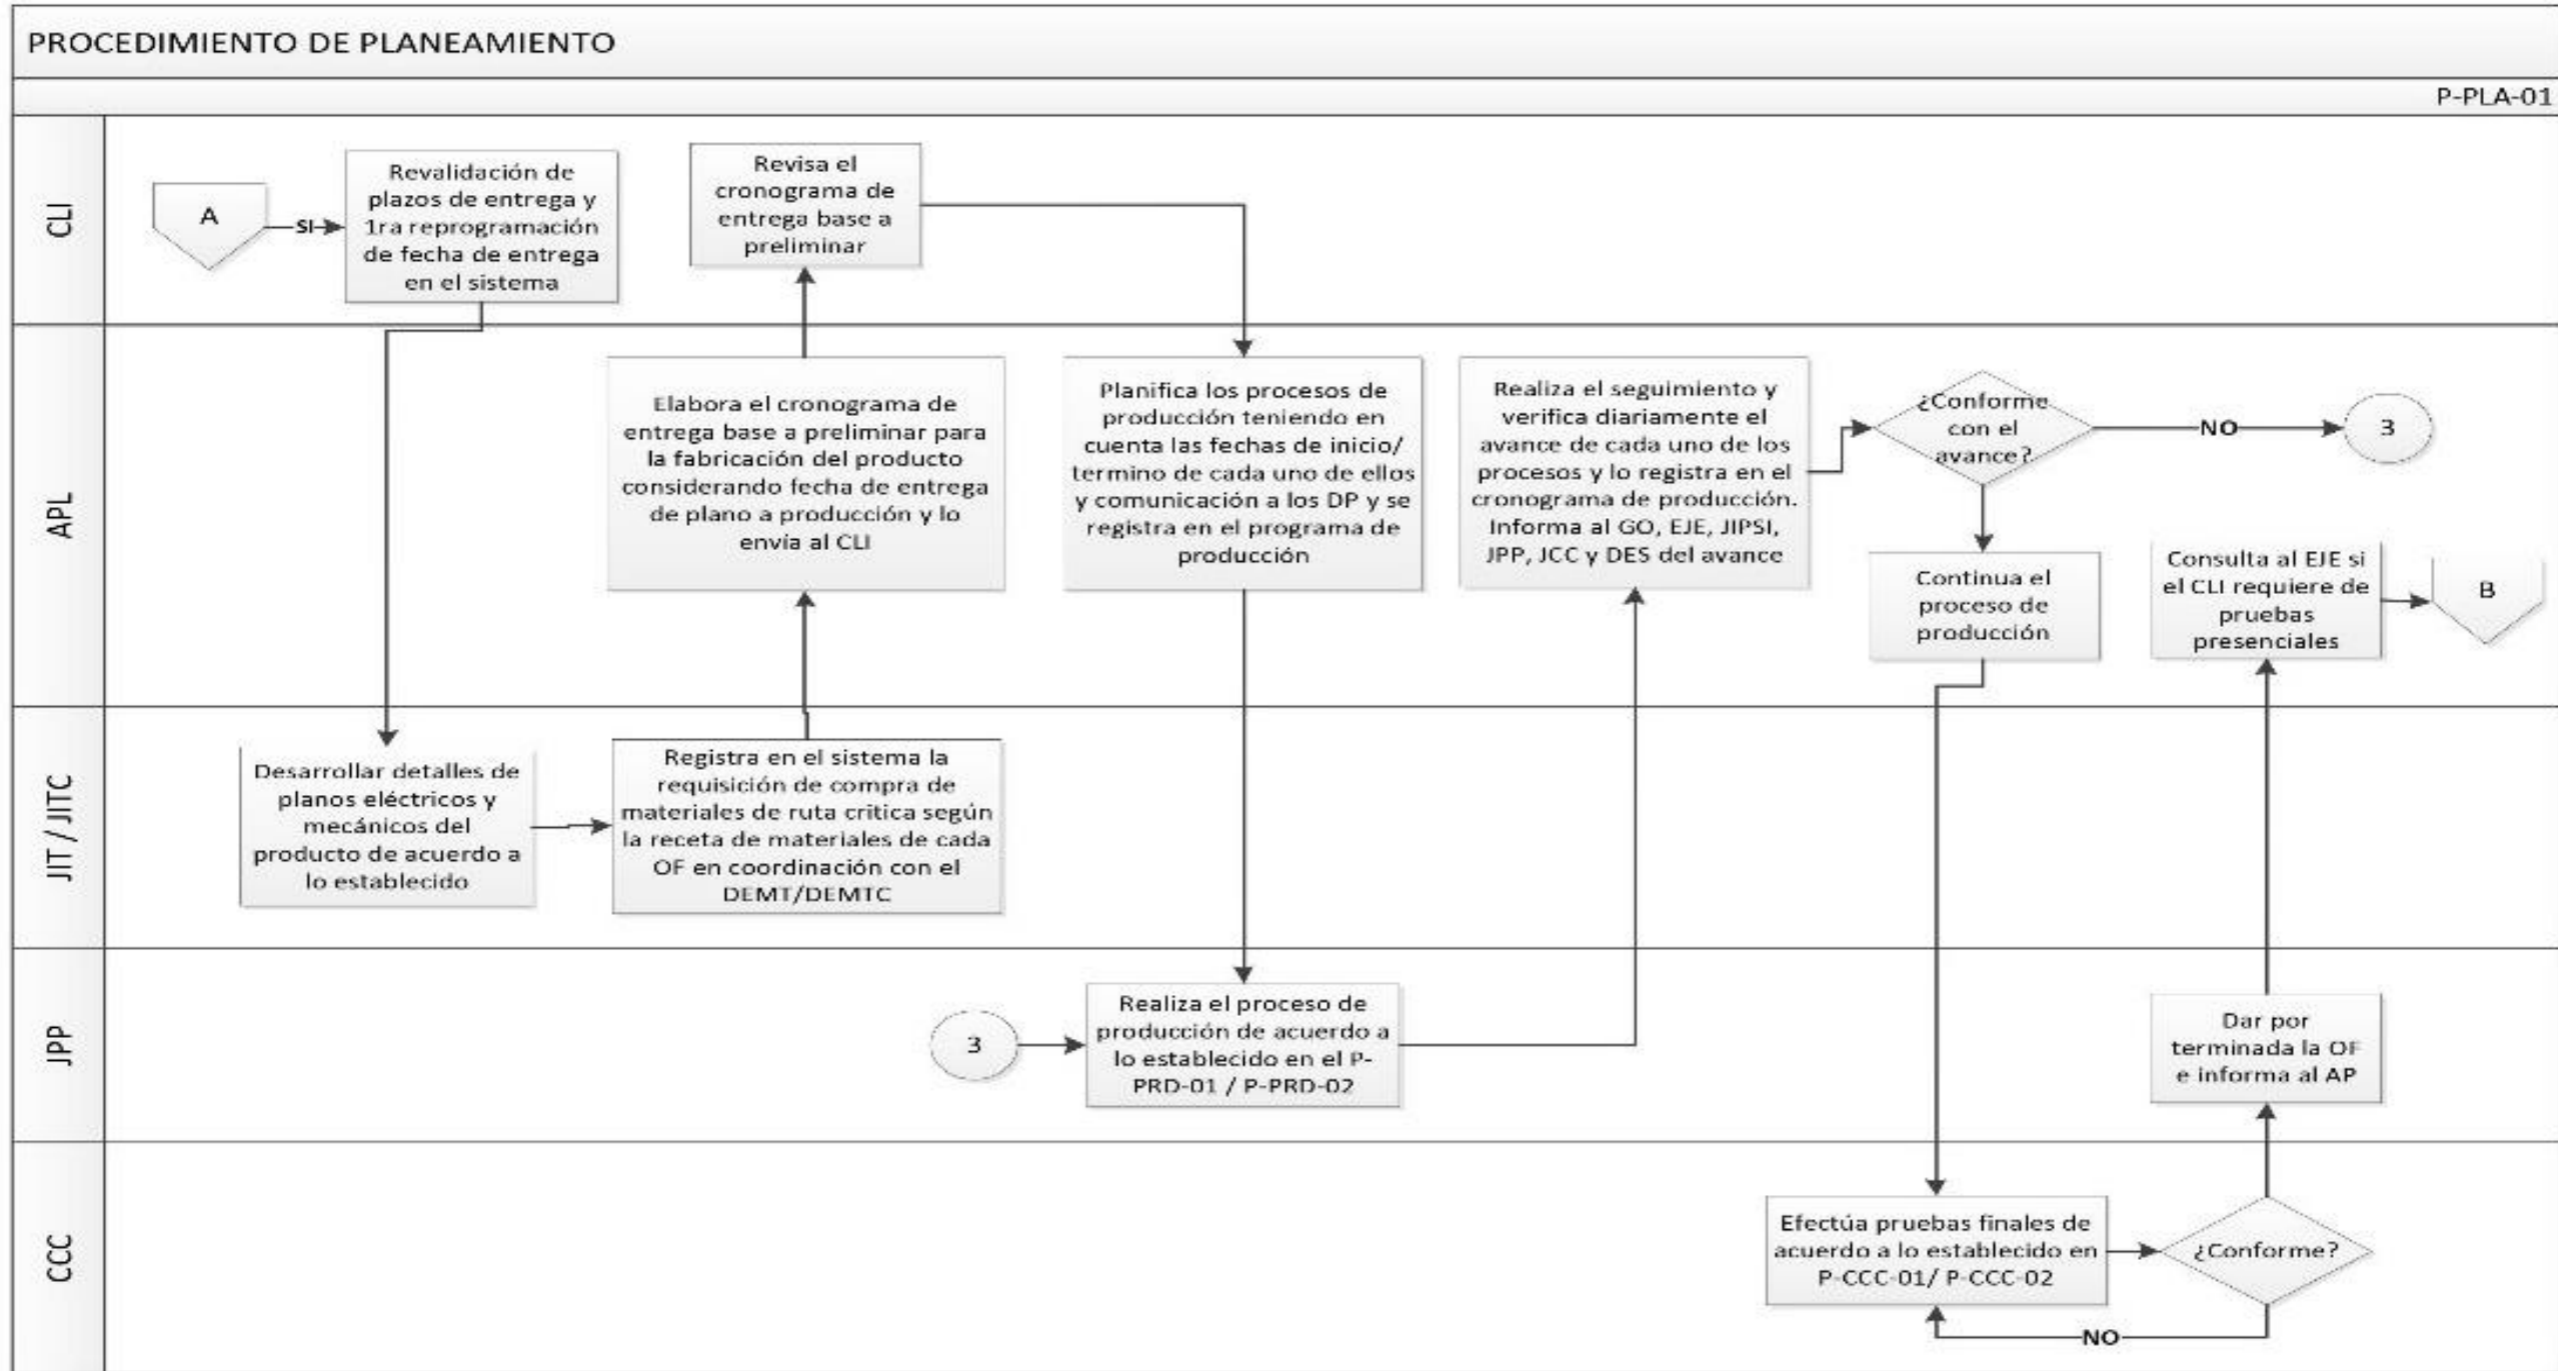 PROCEDIMIENTO DE PLANEAMIENTO
P-PLA-01
CLI
A
SI
Revalidación de
plazos de entrega y
1ra reprogramación
de fecha de entrega
en el sistema
Revisa el
cronograma de
entrega base a
preliminar
APL
Elabora el cronograma de
entrega base a preliminar para
la fabricación del producto
considerando fecha de entrega
de plano a producción y lo
envía al CLI
Planifica los procesos de
producción teniendo en
cuenta las fechas de inicio/
termino de cada uno de ellos
y comunicación a los DP y se
registra en el programa de
producción
Realiza el seguimiento y
verifica diariamente el
avance de cada uno de los
procesos y lo registra en el
cronograma de producción.
Informa al GO, EJE, JIPSI,
JPP, JCC y DES del avance
¿Conforme
con el
avance?
NO
3
Continua el
proceso de
producción
Consulta al EJE si
el CLI requiere de
pruebas
presenciales
B
JIT / JITC
Desarrollar detalles de
planos eléctricos y
mecánicos del
producto de acuerdo a
lo establecido
Registra en el sistema la
requisición de compra de
materiales de ruta critica según
la receta de materiales de cada
OF en coordinación con el
DEMT/DEMTC
JPP
3
Realiza el proceso de
producción de acuerdo a
lo establecido en el P-
PRD-01 / P-PRD-02
Dar por
terminada la OF
e informa al AP
CCC
Efectúa pruebas finales de
acuerdo a lo establecido en
P-CCC-01/ P-CCC-02
¿Conforme?
NO